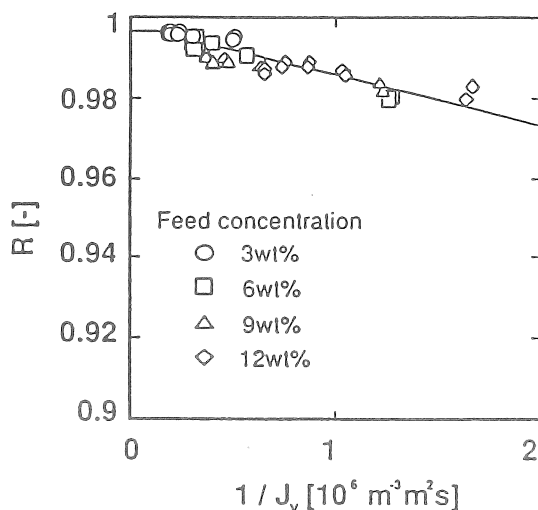 1
0.98
0.96
0.94
0.92
0.9
R [-]
Feed concentration
3wt%
6wt%
9wt%
12wt%
0 1 2
1 / Jv [10⁶ m⁻³m²s]